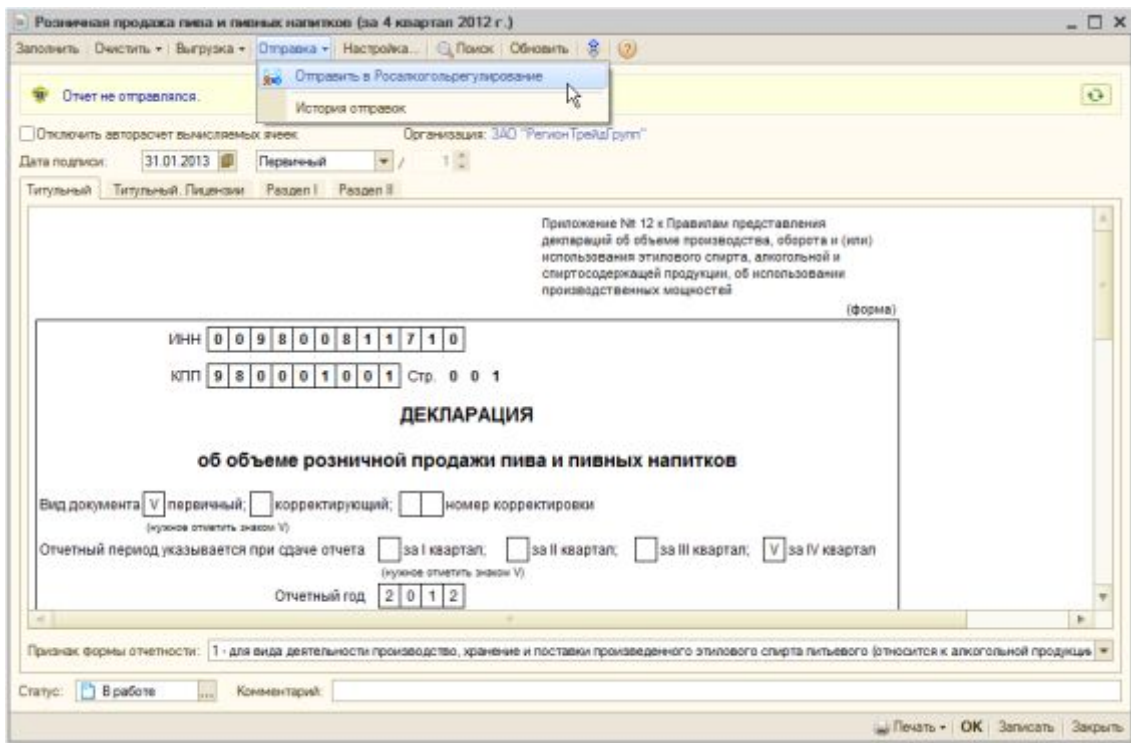 Розничная продажа пива и пивных напитков (за 4 квартал 2012 г.)
Заполнить Очистить Выгрузка Отправка Настройка... Поиск Обновить
Отправить в Росалкогольрегулирование
История отправок
Отчет не отправлялся.
Отключить авторасчет вычисляемых ячеек Организация: ЗАО "РегионТрейдГрупп"
Дата подписи: 31.01.2013 Первичный / 1
Титульный Титульный. Лицензии Раздел I Раздел II
Приложение № 12 к Правилам представления
деклараций об объеме производства, оборота и (или)
использования этилового спирта, алкогольной и
спиртосодержащей продукции, об использовании
производственных мощностей
(форма)
ИНН 0 0 9 8 0 0 8 1 1 7 1 0
КПП 9 8 0 0 0 1 0 0 1 Стр. 0 0 1
ДЕКЛАРАЦИЯ
об объеме розничной продажи пива и пивных напитков
Вид документа V первичный; корректирующий; номер корректировки
(нужное отметить знаком V)
Отчетный период указывается при сдаче отчета за I квартал; за II квартал; за III квартал; V за IV квартал
(нужное отметить знаком V)
Отчетный год 2 0 1 2
Признак формы отчетности: 1 - для вида деятельности производство, хранение и поставки произведенного этилового спирта питьевого (относится к алкогольной продукции
Статус: В работе ... Комментарий:
Печать OK Записать Закрыть